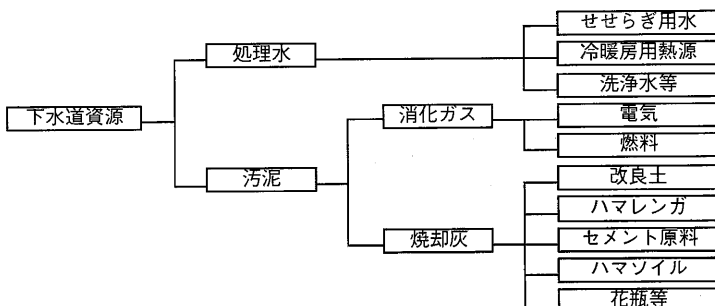 下水道資源
処理水
せせらぎ用水
冷暖房用熱源
洗浄水等
汚泥
消化ガス
電気
燃料
焼却灰
改良土
ハマレンガ
セメント原料
ハマソイル
花瓶等